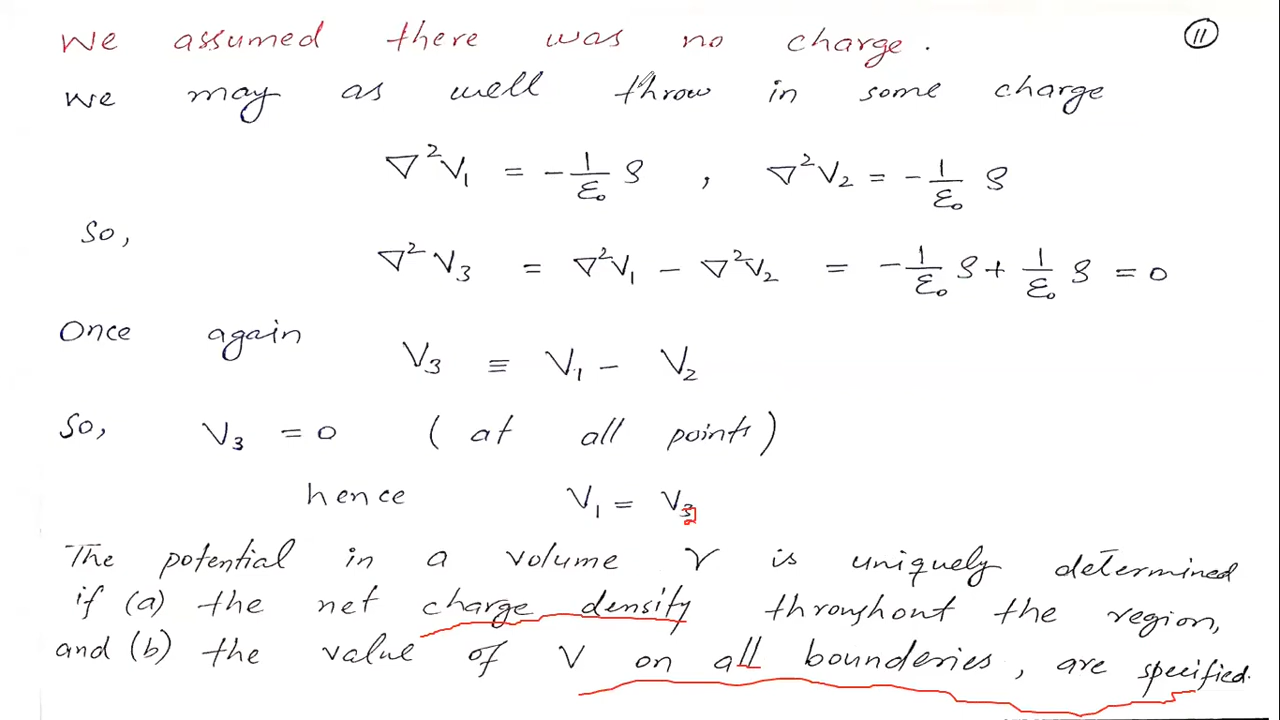 We assumed there was no charge.
⑪
We may as well throw in some charge
∇²V₁ = -1/ε₀ ρ , ∇²V₂ = -1/ε₀ ρ
So,
∇²V₃ = ∇²V₁ - ∇²V₂ = -1/ε₀ ρ + 1/ε₀ ρ = 0
Once again
V₃ ≡ V₁ - V₂
So, V₃ = 0 (at all points)
hence V₁ = V₂
The potential in a volume 𝒱 is uniquely determined
if (a) the net charge density throughout the region,
and (b) the value of V on all bounderies, are specified.